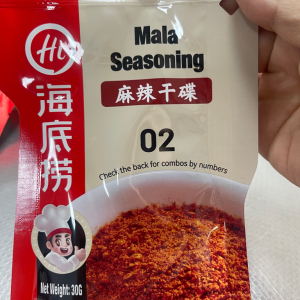 Hi
海底捞
Mala
Seasoning
麻辣干碟
02
Check the back for combos by numbers
Net Weight: 30G